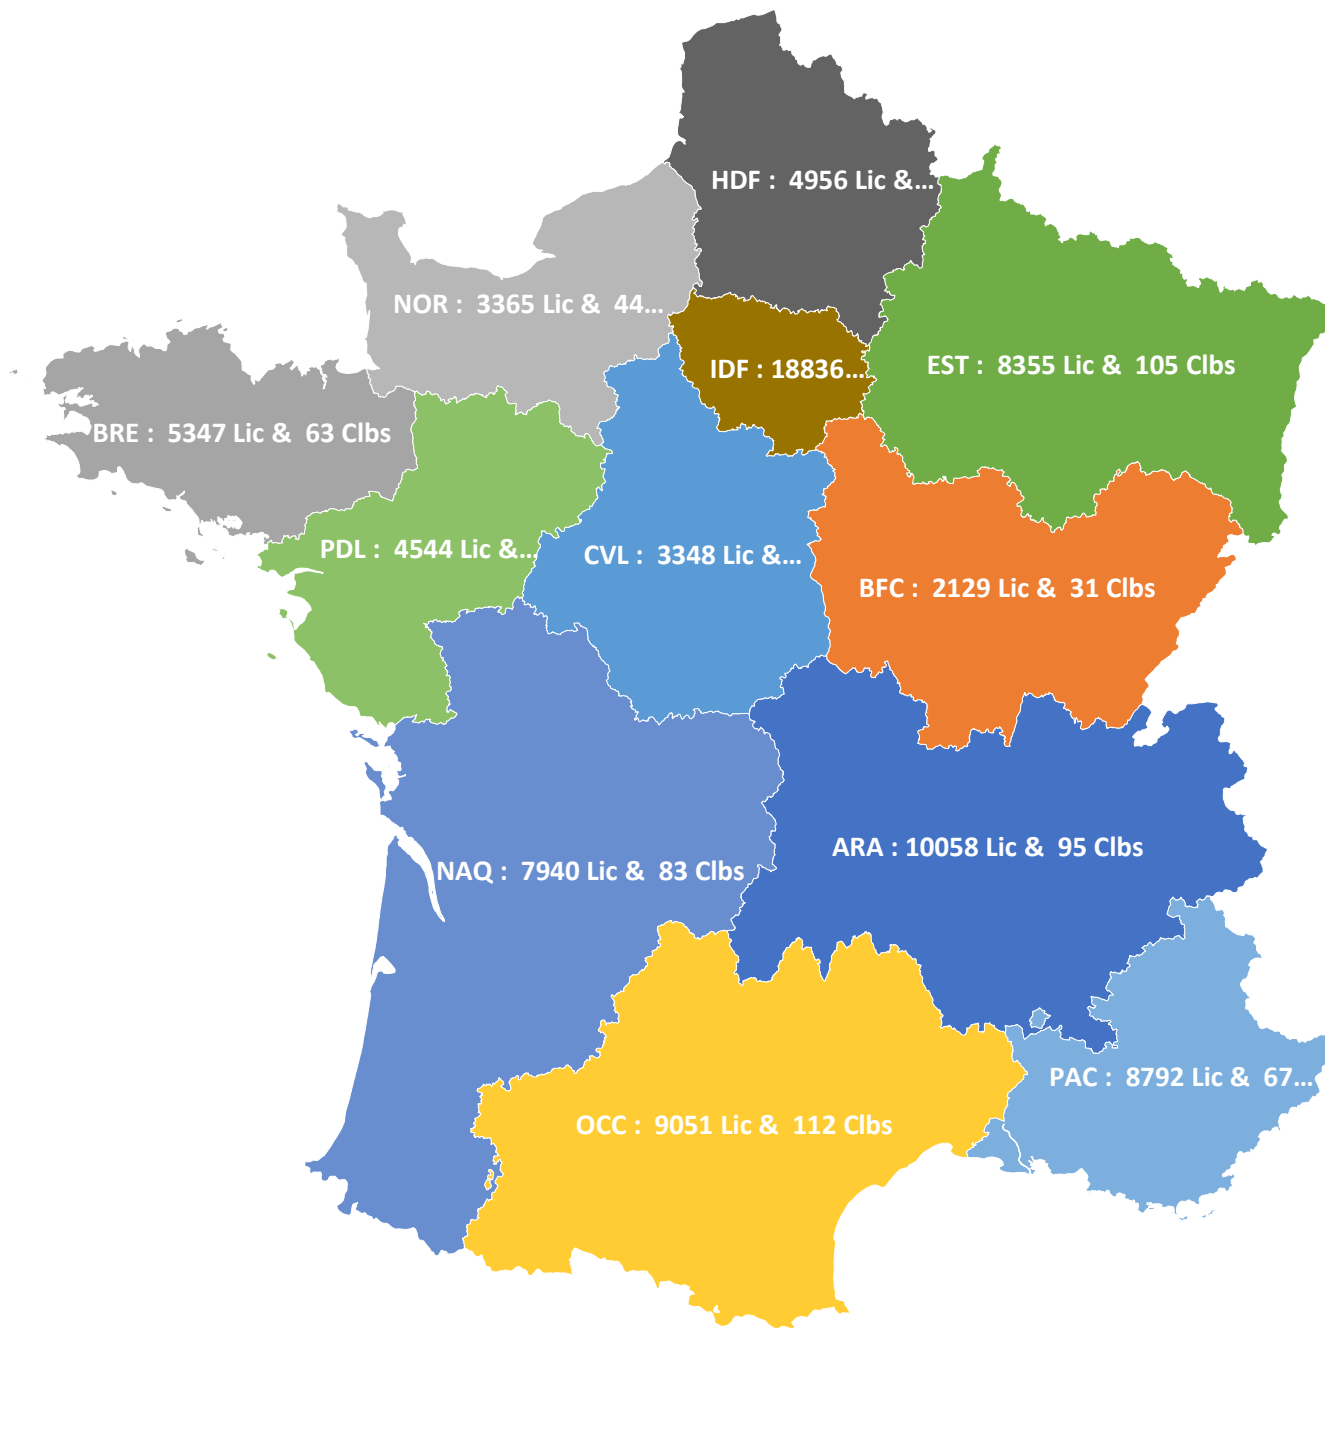 HDF : 4956 Lic &...
NOR : 3365 Lic & 44...
IDF : 18836...
EST : 8355 Lic & 105 Clbs
BRE : 5347 Lic & 63 Clbs
PDL : 4544 Lic &...
CVL : 3348 Lic &...
BFC : 2129 Lic & 31 Clbs
ARA : 10058 Lic & 95 Clbs
NAQ : 7940 Lic & 83 Clbs
PAC : 8792 Lic & 67...
OCC : 9051 Lic & 112 Clbs